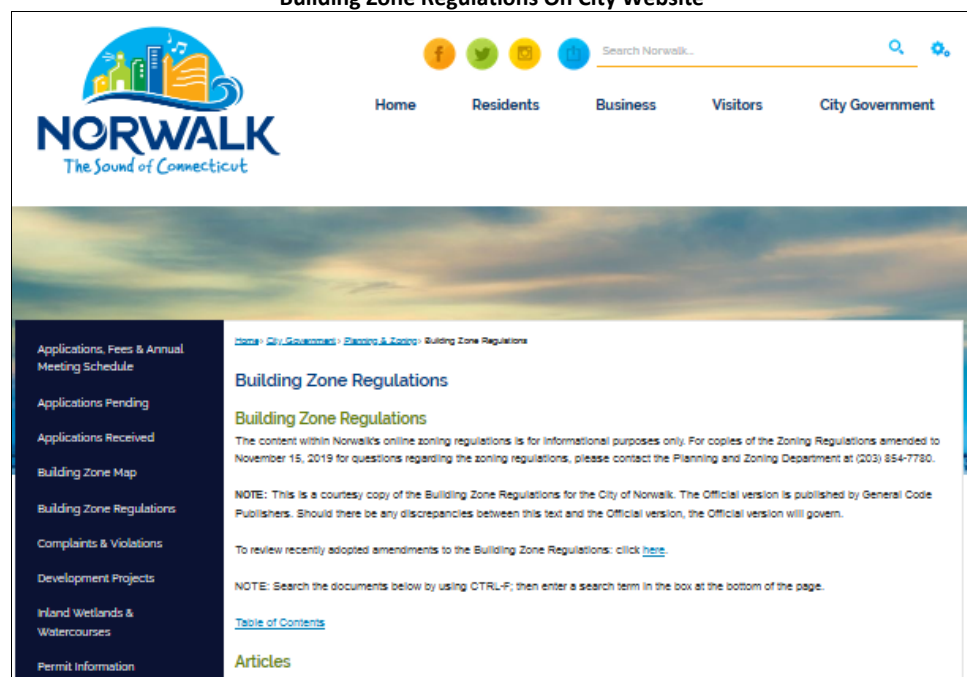 Building Zone Regulations On City Website
Search Norwalk...
Home Residents Business Visitors City Government
NORWALK
The Sound of Connecticut
Applications, Fees & Annual
Meeting Schedule
Applications Pending
Applications Received
Building Zone Map
Building Zone Regulations
Complaints & Violations
Development Projects
Inland Wetlands &
Watercourses
Permit Information
Home › City Government › Planning & Zoning › Building Zone Regulations
Building Zone Regulations
Building Zone Regulations
The content within Norwalk's online zoning regulations is for informational purposes only. For copies of the Zoning Regulations amended to
November 15, 2019 for questions regarding the zoning regulations, please contact the Planning and Zoning Department at (203) 854-7780.
NOTE: This is a courtesy copy of the Building Zone Regulations for the City of Norwalk. The Official version is published by General Code
Publishers. Should there be any discrepancies between this text and the Official version, the Official version will govern.
To review recently adopted amendments to the Building Zone Regulations: click here.
NOTE: Search the documents below by using CTRL-F; then enter a search term in the box at the bottom of the page.
Table of Contents
Articles